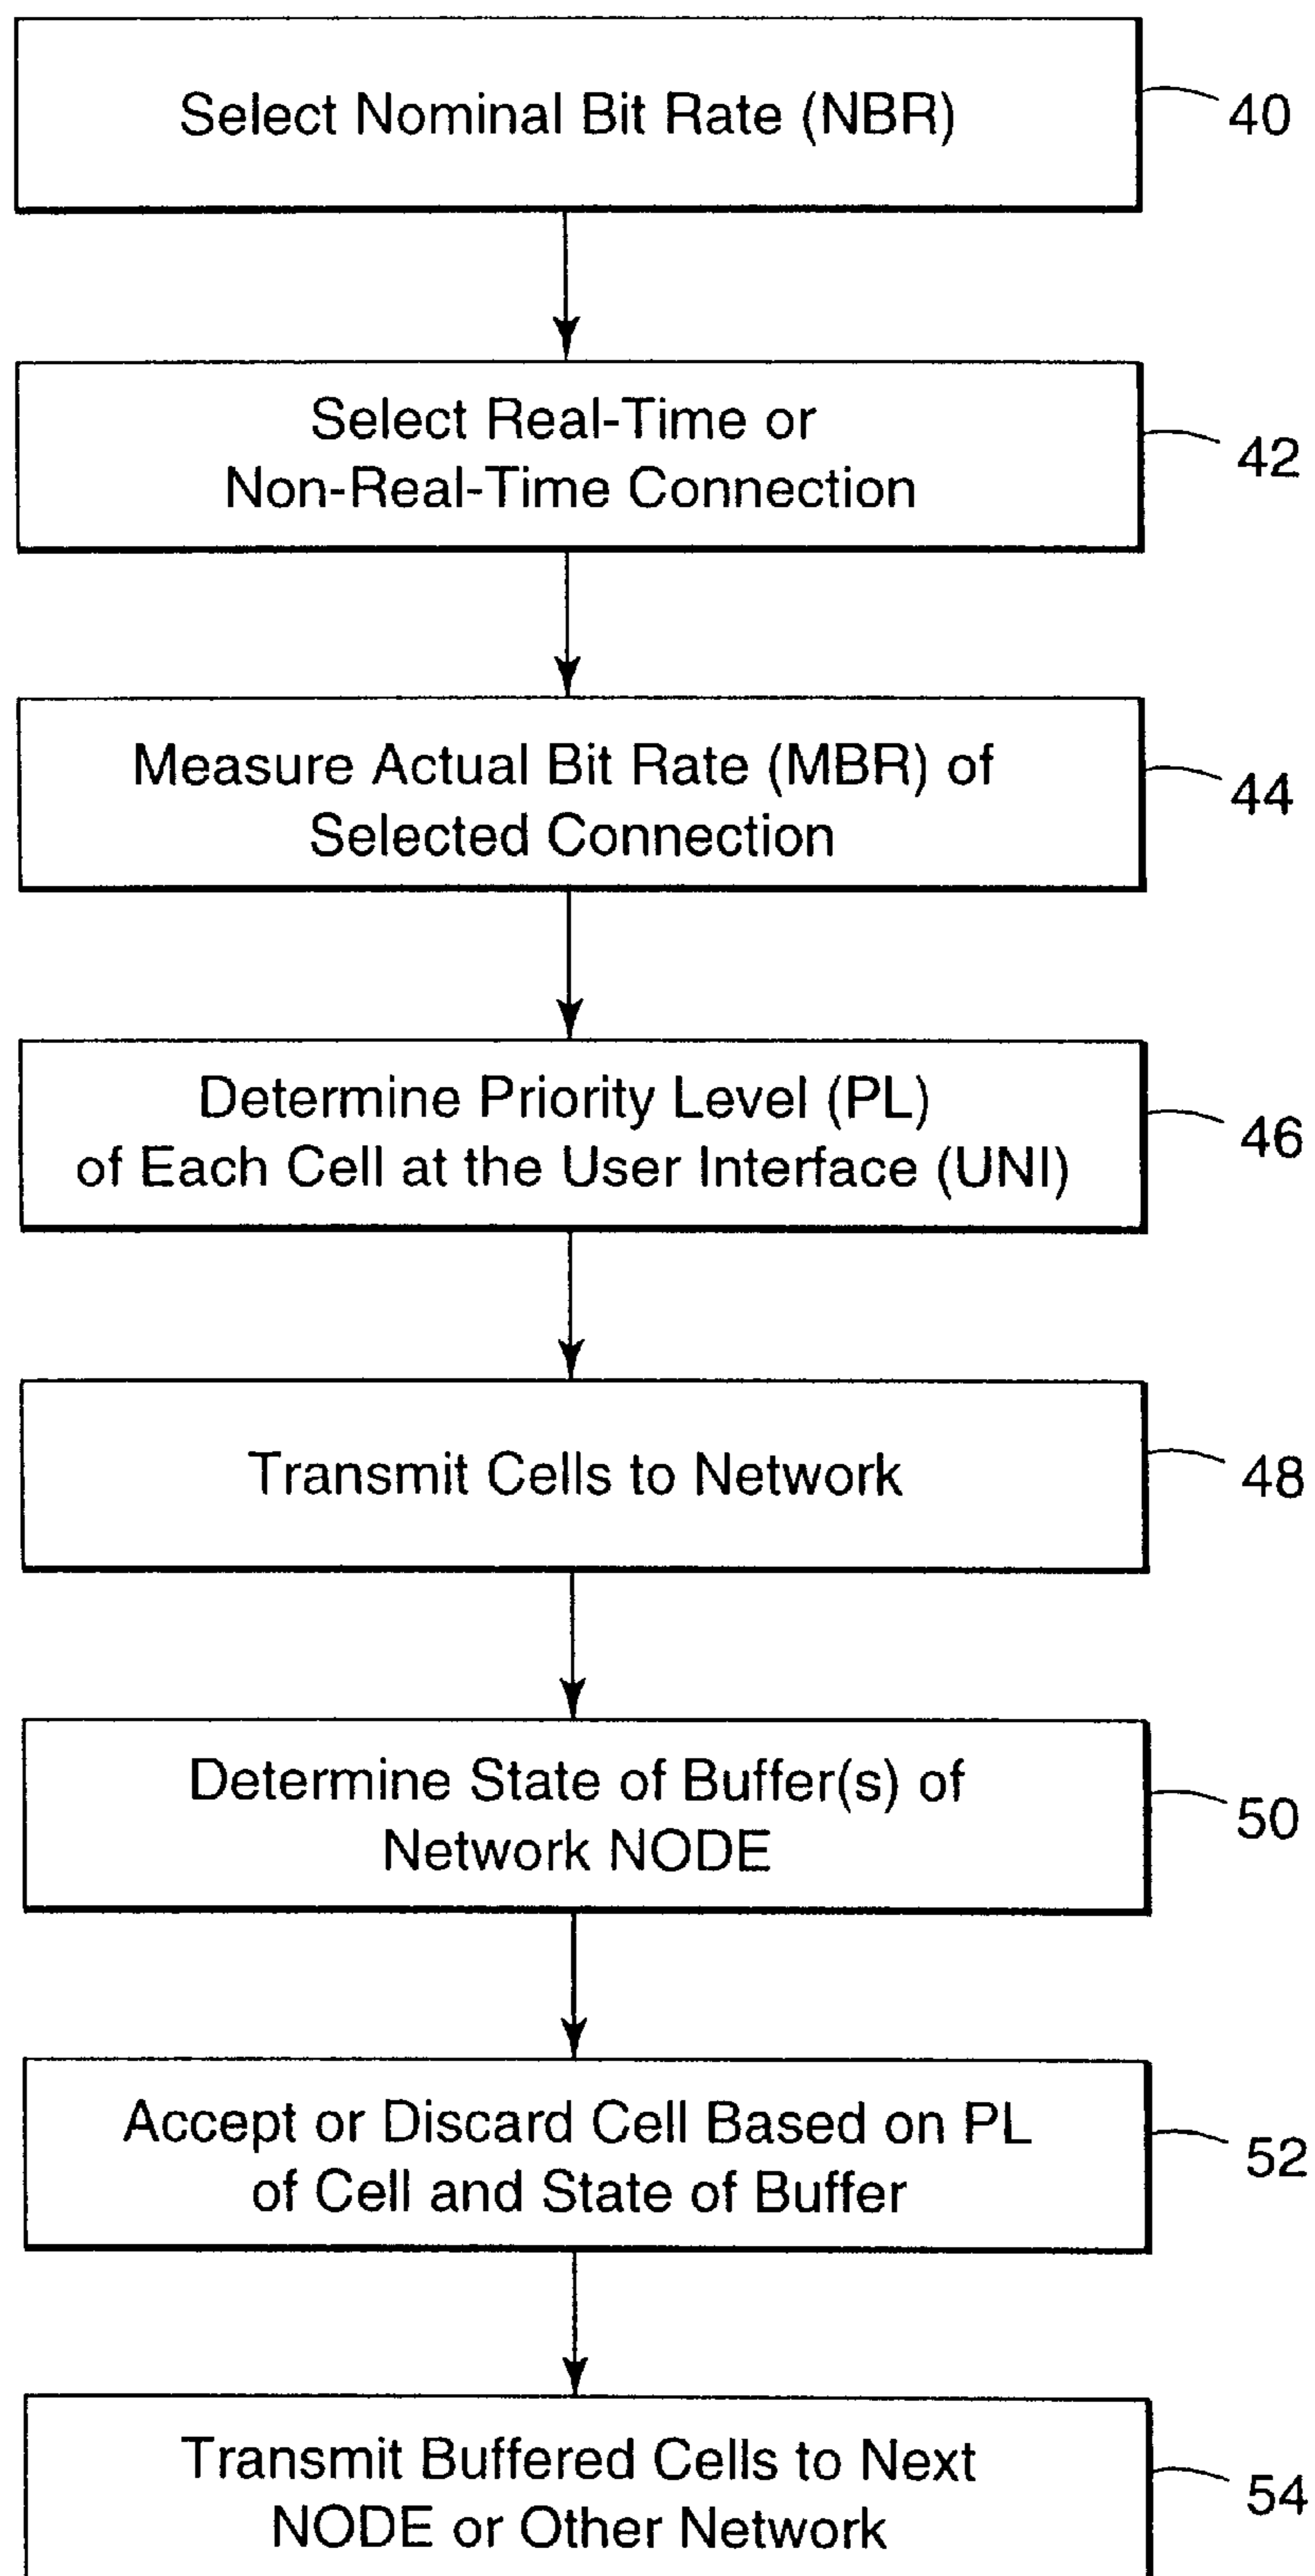 Select Nominal Bit Rate (NBR)
40
Select Real-Time or
Non-Real-Time Connection
42
Measure Actual Bit Rate (MBR) of
Selected Connection
44
Determine Priority Level (PL)
of Each Cell at the User Interface (UNI)
46
Transmit Cells to Network
48
Determine State of Buffer(s) of
Network NODE
50
Accept or Discard Cell Based on PL
of Cell and State of Buffer
52
Transmit Buffered Cells to Next
NODE or Other Network
54